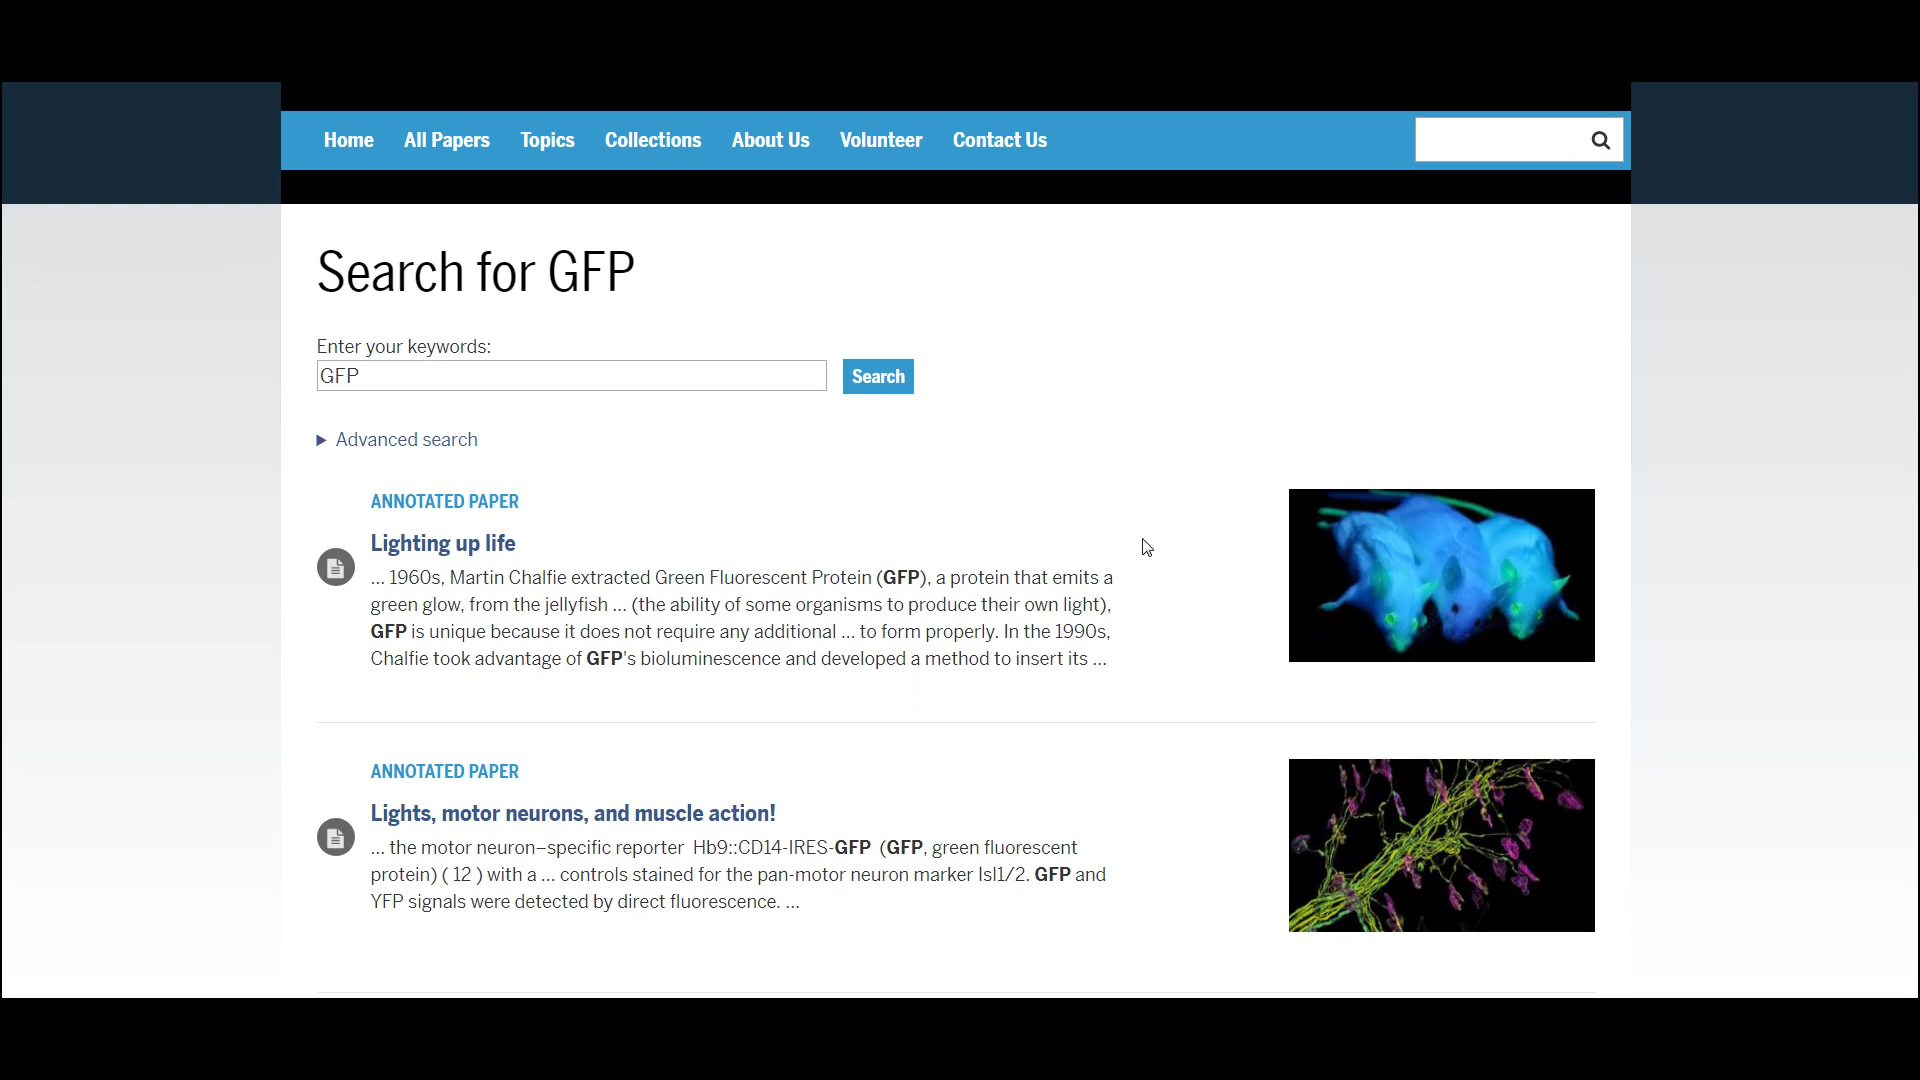 Home All Papers Topics Collections About Us Volunteer Contact Us
Search for GFP
Enter your keywords:
GFP Search
Advanced search
ANNOTATED PAPER
Lighting up life
... 1960s, Martin Chalfie extracted Green Fluorescent Protein (GFP), a protein that emits a
green glow, from the jellyfish ... (the ability of some organisms to produce their own light),
GFP is unique because it does not require any additional ... to form properly. In the 1990s,
Chalfie took advantage of GFP's bioluminescence and developed a method to insert its ...
ANNOTATED PAPER
Lights, motor neurons, and muscle action!
... the motor neuron–specific reporter Hb9::CD14-IRES-GFP (GFP, green fluorescent
protein) ( 12 ) with a ... controls stained for the pan-motor neuron marker Isl1/2. GFP and
YFP signals were detected by direct fluorescence. ...